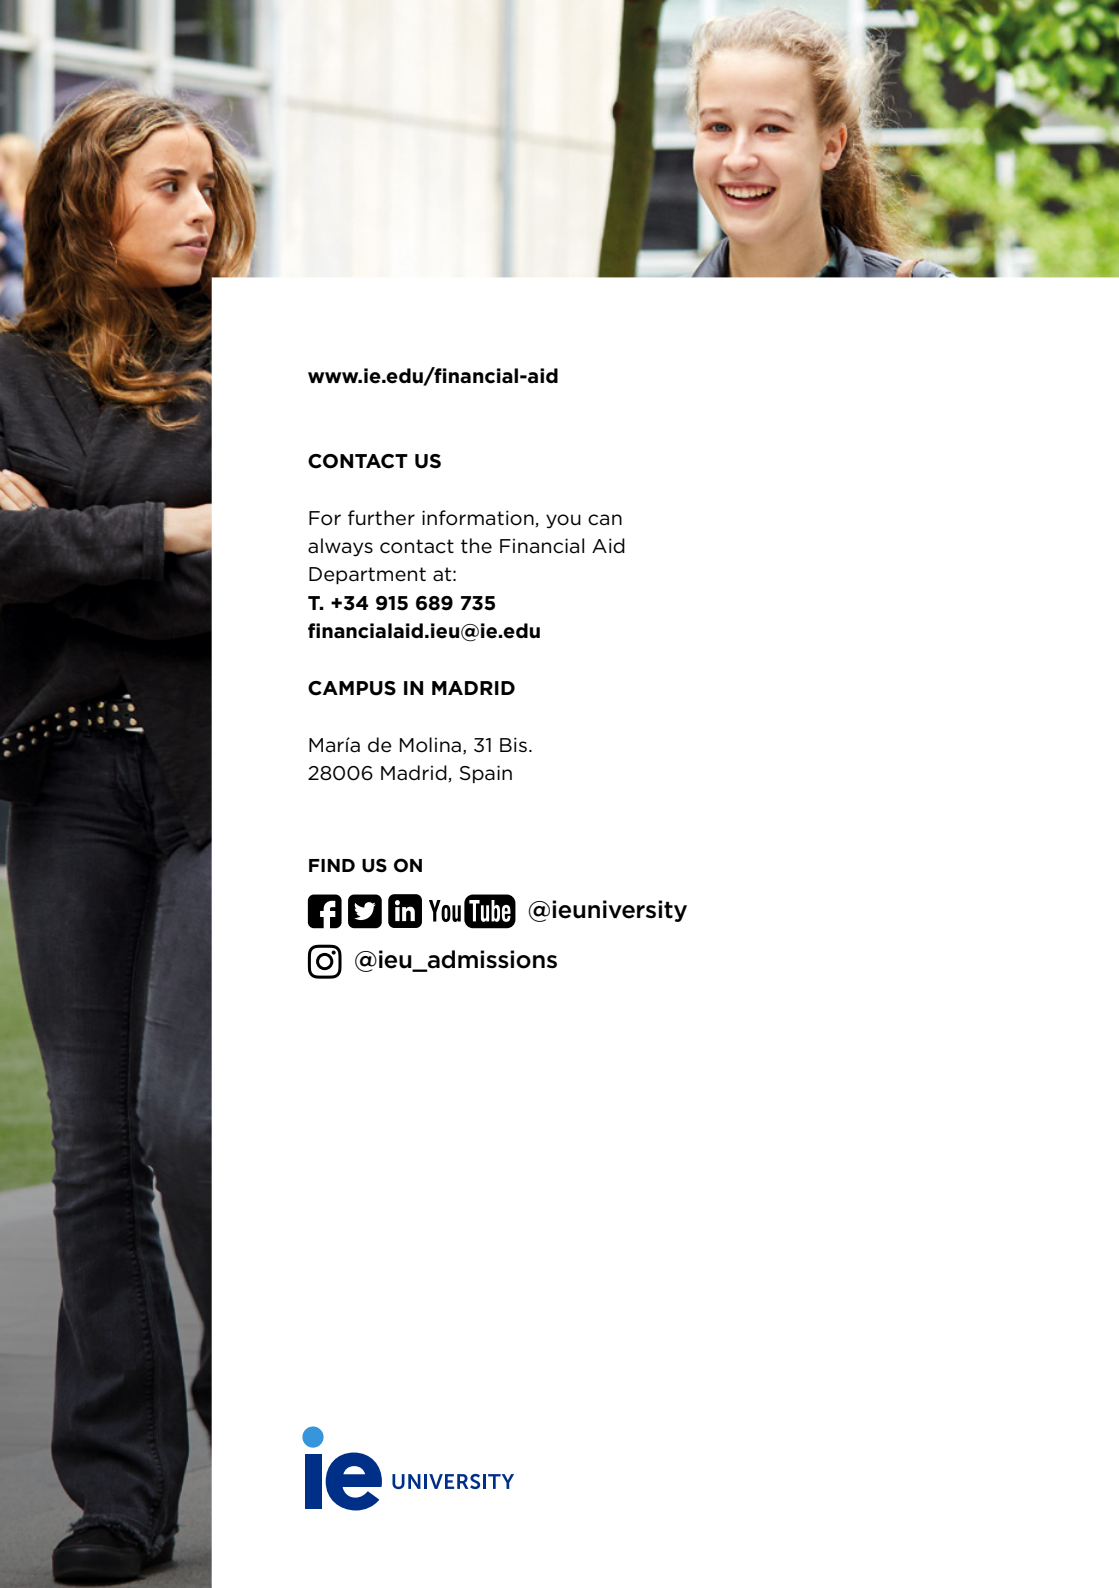 www.ie.edu/financial-aid
CONTACT US
For further information, you can
always contact the Financial Aid
Department at:
T. +34 915 689 735
financialaid.ieu@ie.edu
CAMPUS IN MADRID
María de Molina, 31 Bis.
28006 Madrid, Spain
FIND US ON
f in YouTube @ieuniversity
@ieu_admissions
ie UNIVERSITY